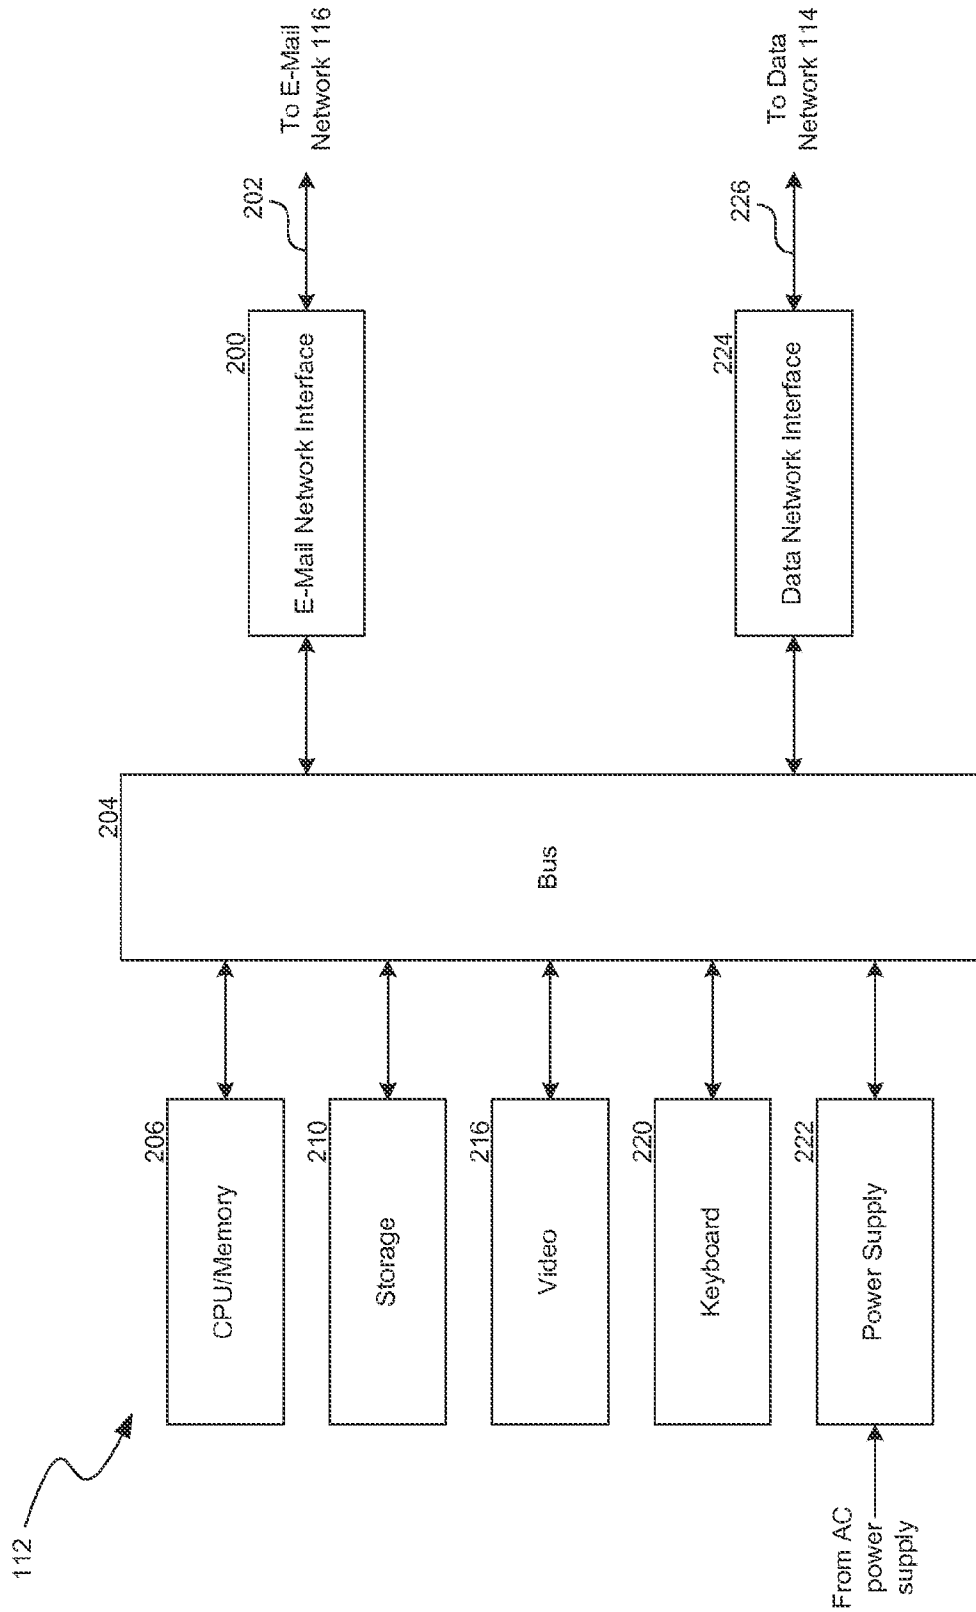 112
206
CPU/Memory
210
Storage
216
Video
220
Keyboard
222
Power Supply
From AC
power
supply
204
Bus
200
E-Mail Network Interface
202
To E-Mail
Network 116
224
Data Network Interface
226
To Data
Network 114